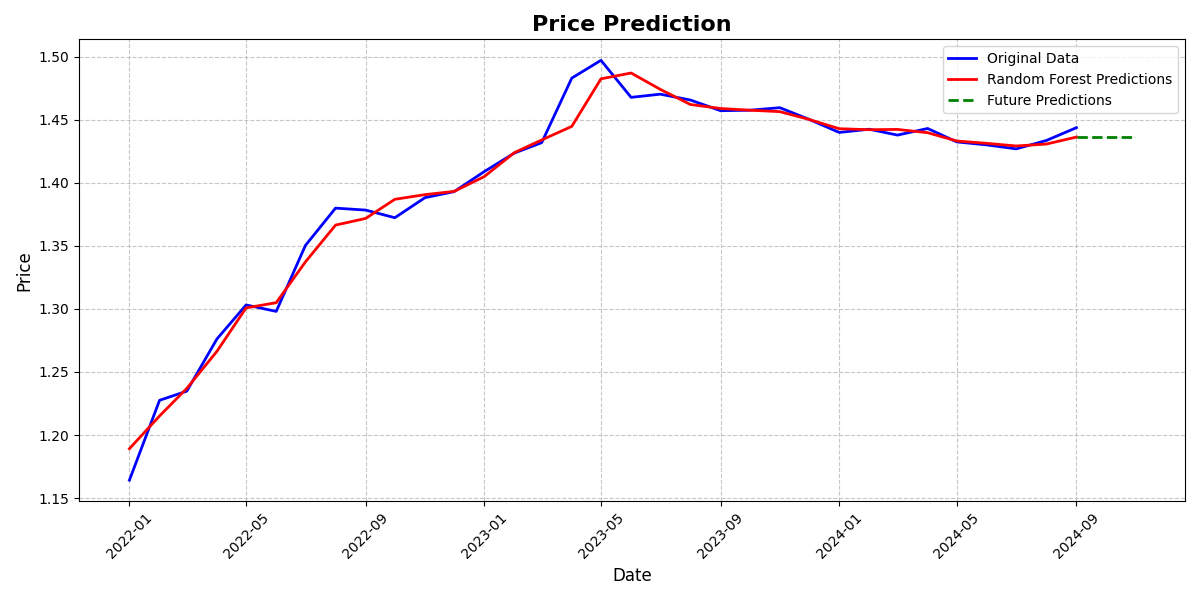 Price Prediction
Original Data
Random Forest Predictions
Future Predictions
Price
1.50
1.45
1.40
1.35
1.30
1.25
1.20
1.15
2022-01
2022-05
2022-09
2023-01
2023-05
2023-09
2024-01
2024-05
2024-09
Date